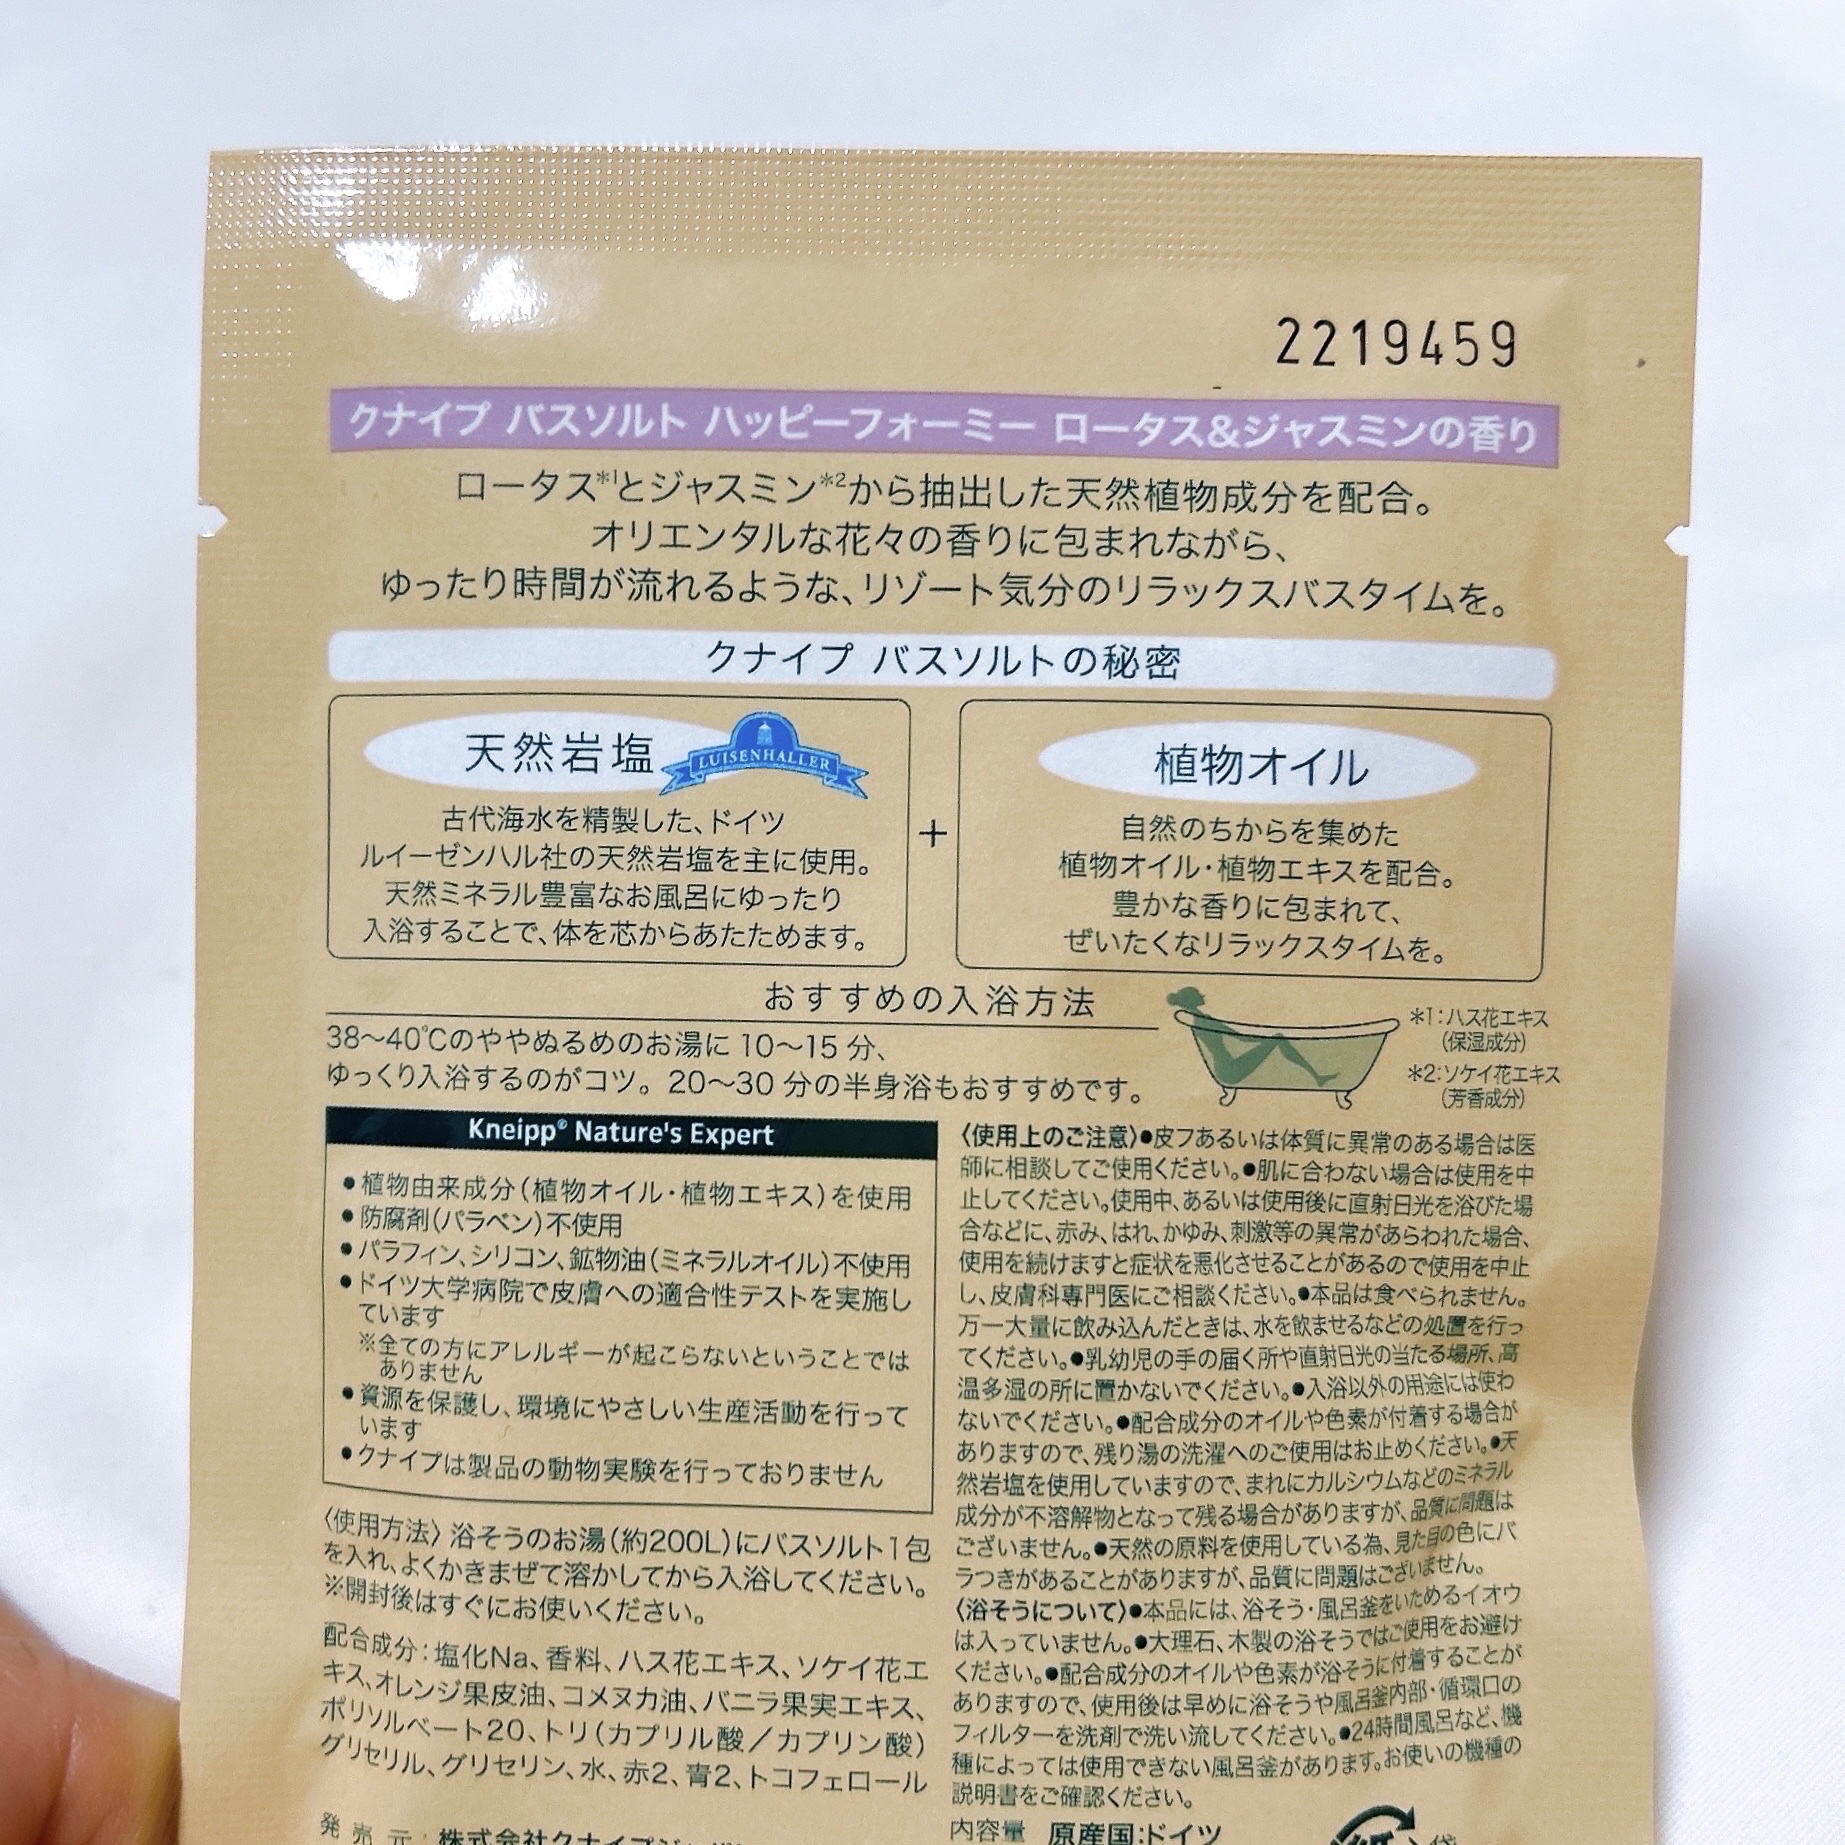 2219459
クナイプ バスソルト ハッピーフォーミー ロータス&ジャスミンの香り
ロータス*1とジャスミン*2から抽出した天然植物成分を配合。
オリエンタルな花々の香りに包まれながら、
ゆったり時間が流れるような、リゾート気分のリラックスバスタイムを。
クナイプ バスソルトの秘密
天然岩塩
LUISENHALLER
古代海水を精製した、ドイツ
ルイーゼンハル社の天然岩塩を主に使用。
天然ミネラル豊富なお風呂にゆったり
入浴することで、体を芯からあたためます。
+
植物オイル
自然のちからを集めた
植物オイル・植物エキスを配合。
豊かな香りに包まれて、
ぜいたくなリラックスタイムを。
おすすめの入浴方法
38〜40℃のややぬるめのお湯に 10〜15 分、
ゆっくり入浴するのがコツ。20〜30 分の半身浴もおすすめです。
*1:ハス花エキス
(保湿成分)
*2:ソケイ花エキス
(芳香成分)
Kneipp® Nature's Expert
●植物由来成分(植物オイル・植物エキス)を使用
●防腐剤(パラベン)不使用
●パラフィン、シリコン、鉱物油(ミネラルオイル)不使用
●ドイツ大学病院で皮膚への適合性テストを実施し
ています
※全ての方にアレルギーが起こらないということでは
ありません
●資源を保護し、環境にやさしい生産活動を行って
います
●クナイプは製品の動物実験を行っておりません
〈使用方法〉浴そうのお湯(約200L)にバスソルト1包
を入れ、よくかきまぜて溶かしてから入浴してください。
※開封後はすぐにお使いください。
配合成分:塩化Na、香料、ハス花エキス、ソケイ花エ
キス、オレンジ果皮油、コメヌカ油、バニラ果実エキス、
ポリソルベート20、トリ(カプリル酸/カプリン酸)
グリセリル、グリセリン、水、赤2、青2、トコフェロール
発売元:株式会社クナイプジャパン
〈使用上のご注意〉●皮フあるいは体質に異常のある場合は医
師に相談してご使用ください。●肌に合わない場合は使用を中
止してください。使用中、あるいは使用後に直射日光を浴びた場
合などに、赤み、はれ、かゆみ、刺激等の異常があらわれた場合、
使用を続けますと症状を悪化させることがあるので使用を中止
し、皮膚科専門医にご相談ください。●本品は食べられません。
万一大量に飲み込んだときは、水を飲ませるなどの処置を行っ
てください。●乳幼児の手の届く所や直射日光の当たる場所、高
温多湿の所に置かないでください。●入浴以外の用途には使わ
ないでください。●配合成分のオイルや色素が付着する場合が
ありますので、残り湯の洗濯へのご使用はお止めください。●天
然岩塩を使用していますので、まれにカルシウムなどのミネラル
成分が不溶解物となって残る場合がありますが、品質に問題は
ございません。●天然の原料を使用している為、見た目の色にバ
ラつきがあることがありますが、品質に問題はございません。
〈浴そうについて〉●本品には、浴そう・風呂釜をいためるイオウ
は入っていません。●大理石、木製の浴そうではご使用をお避け
ください。●配合成分のオイルや色素が浴そうに付着することが
ありますので、使用後は早めに浴そうや風呂釜内部・循環口の
フィルターを洗剤で洗い流してください。●24時間風呂など、機
種によっては使用できない風呂釜があります。お使いの機種の
説明書をご確認ください。
内容量 原産国:ドイツ